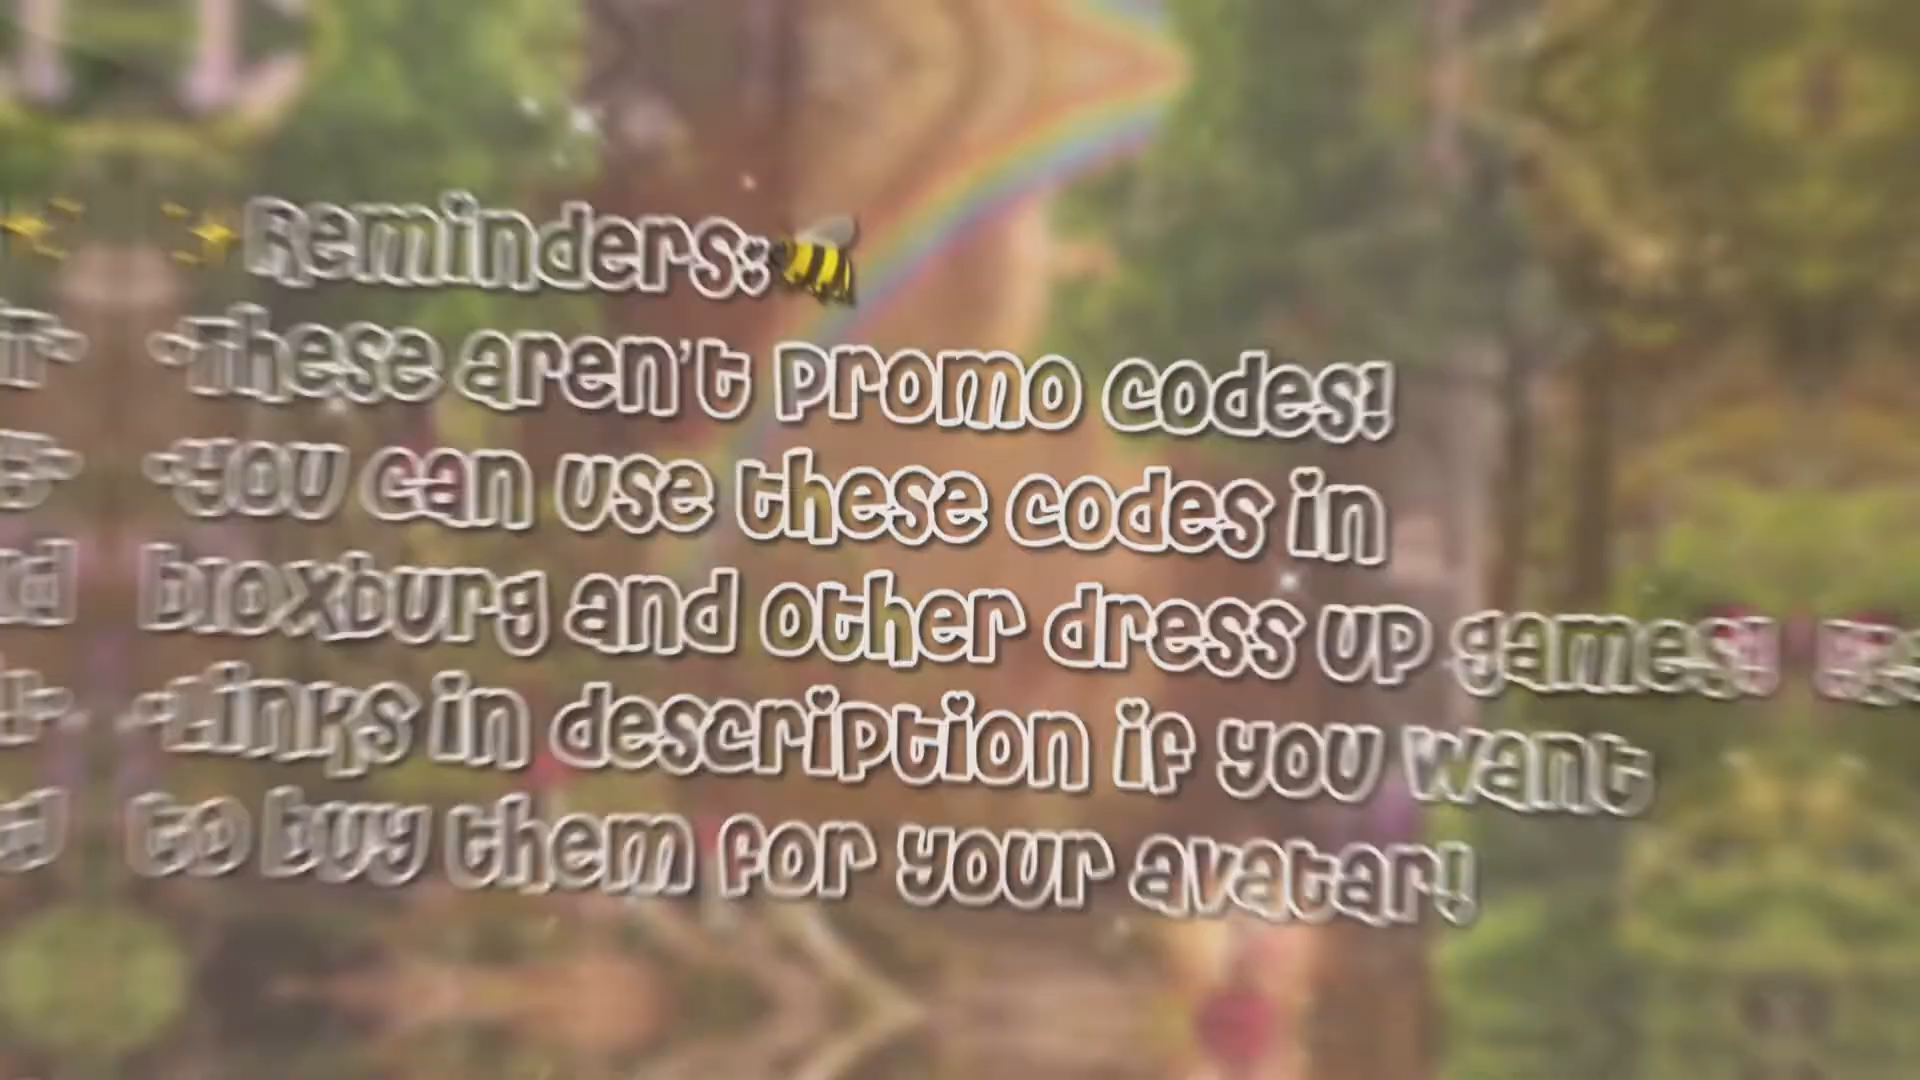 ✨Reminders:🐝
-These aren't promo codes!
-you can use these codes in
bloxburg and other dress up games!
-Links in description if you want
to buy them for your avatar!